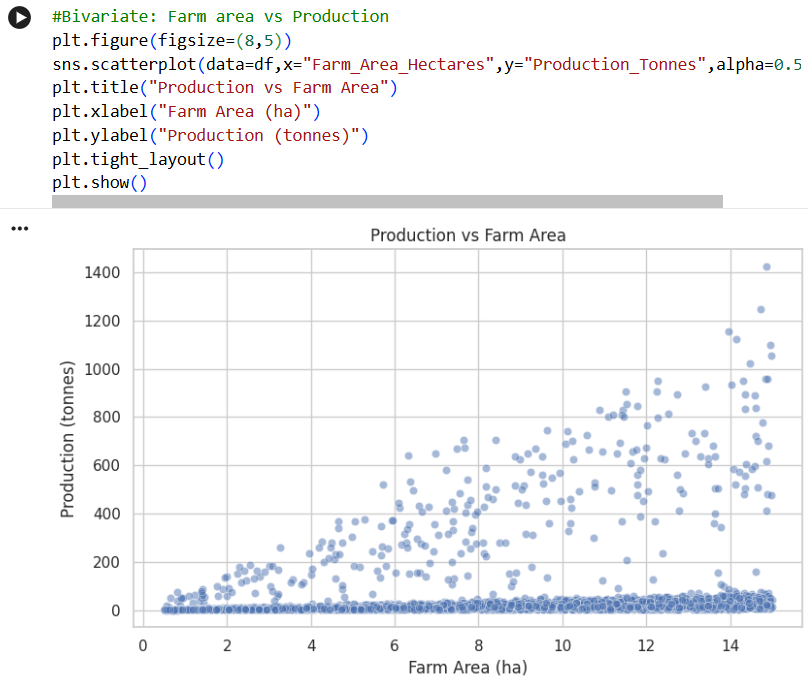 #Bivariate: Farm area vs Production
plt.figure(figsize=(8,5))
sns.scatterplot(data=df,x="Farm_Area_Hectares",y="Production_Tonnes",alpha=0.5
plt.title("Production vs Farm Area")
plt.xlabel("Farm Area (ha)")
plt.ylabel("Production (tonnes)")
plt.tight_layout()
plt.show()
Production vs Farm Area
1400
1200
1000
800
600
400
200
0
Production (tonnes)
0 2 4 6 8 10 12 14
Farm Area (ha)